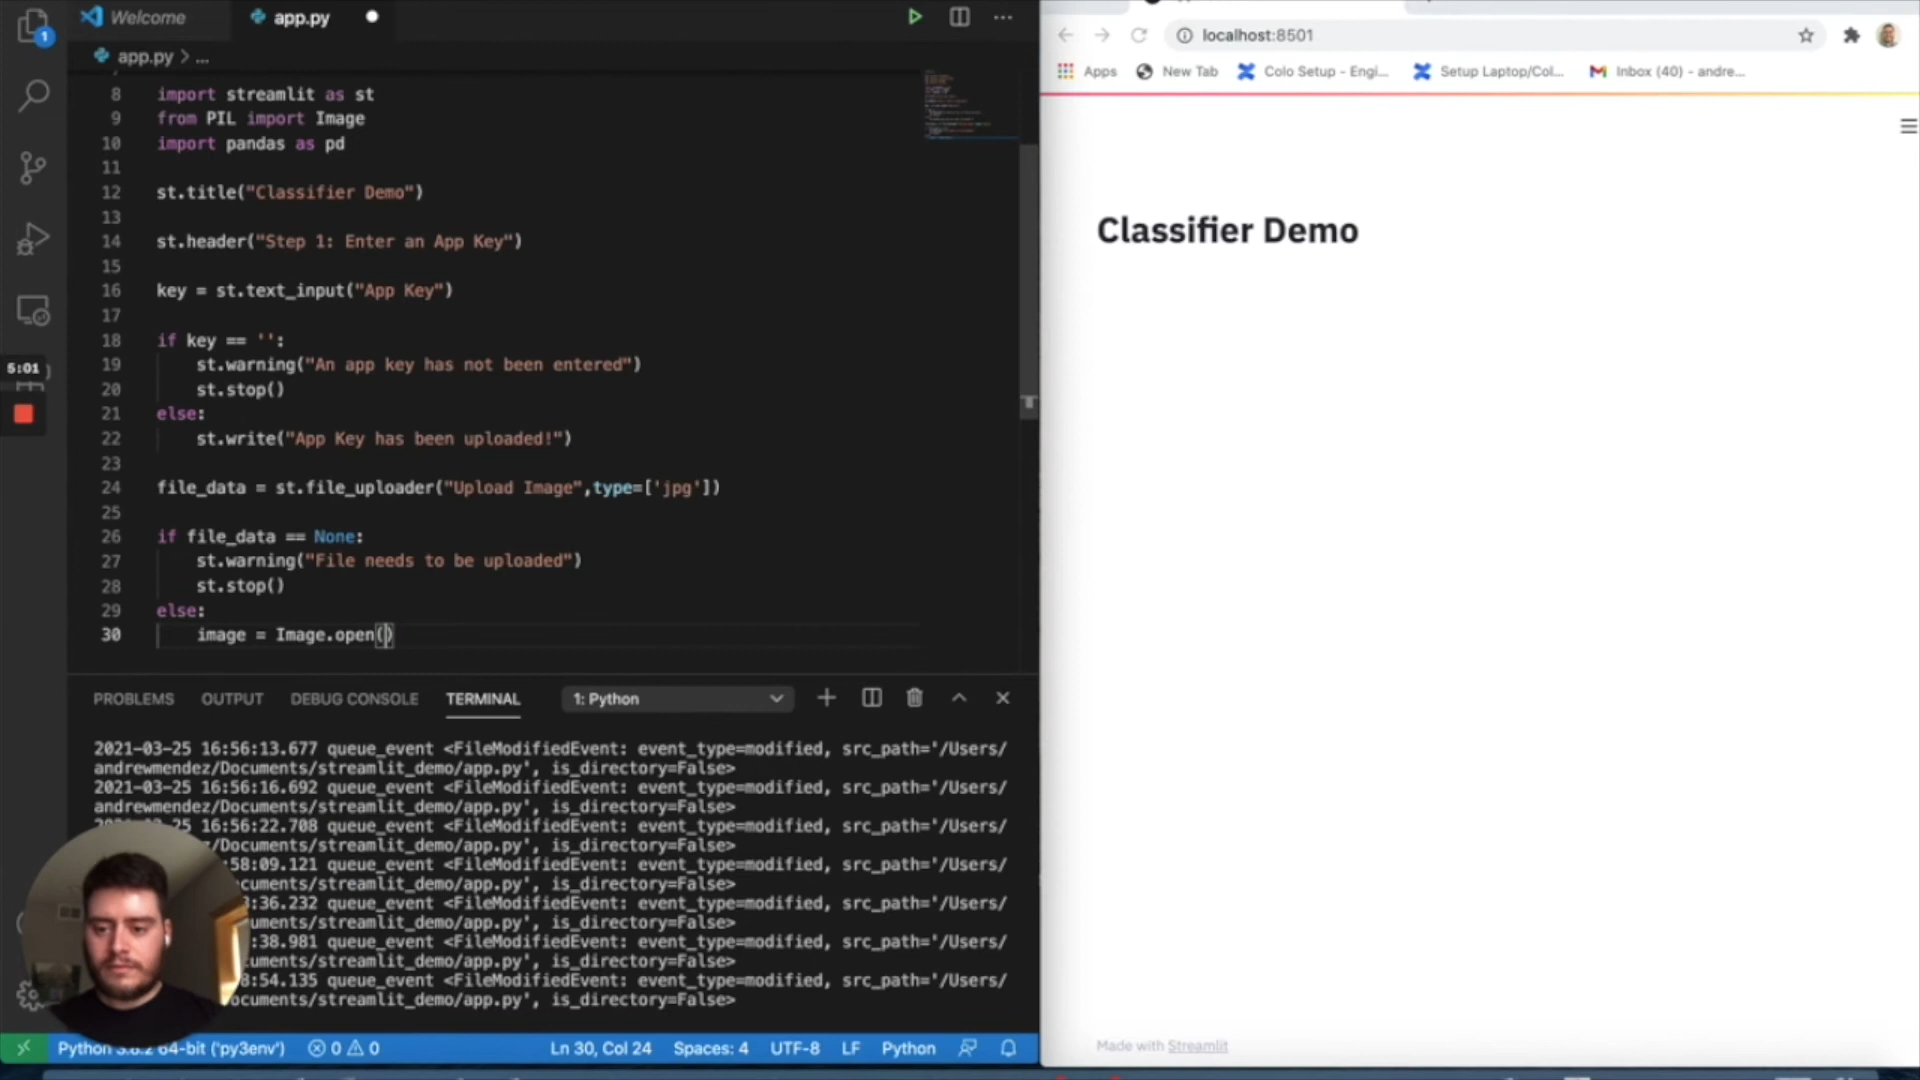 Welcome
app.py
app.py > ...
1
8 import streamlit as st
9 from PIL import Image
10 import pandas as pd
11
12 st.title("Classifier Demo")
13
14 st.header("Step 1: Enter an App Key")
15
16 key = st.text_input("App Key")
17
18 if key == '':
19 st.warning("An app key has not been entered")
20 st.stop()
21 else:
22 st.write("App Key has been uploaded!")
23
24 file_data = st.file_uploader("Upload Image",type=['jpg'])
25
26 if file_data == None:
27 st.warning("File needs to be uploaded")
28 st.stop()
29 else:
30 image = Image.open()
5:01
PROBLEMS OUTPUT DEBUG CONSOLE TERMINAL 1: Python
2021-03-25 16:56:13.677 queue_event <FileModifiedEvent: event_type=modified, src_path='/Users/
andrewmendez/Documents/streamlit_demo/app.py', is_directory=False>
2021-03-25 16:56:16.692 queue_event <FileModifiedEvent: event_type=modified, src_path='/Users/
andrewmendez/Documents/streamlit_demo/app.py', is_directory=False>
25 16:56:22.708 queue_event <FileModifiedEvent: event_type=modified, src_path='/Users/
z/Documents/streamlit_demo/app.py', is_directory=False>
:58:09.121 queue_event <FileModifiedEvent: event_type=modified, src_path='/Users/
cuments/streamlit_demo/app.py', is_directory=False>
8:36.232 queue_event <FileModifiedEvent: event_type=modified, src_path='/Users/
ocuments/streamlit_demo/app.py', is_directory=False>
:38.981 queue_event <FileModifiedEvent: event_type=modified, src_path='/Users/
ocuments/streamlit_demo/app.py', is_directory=False>
8:54.135 queue_event <FileModifiedEvent: event_type=modified, src_path='/Users/
ocuments/streamlit_demo/app.py', is_directory=False>
Python 3.8.2 64-bit ('py3env') 0 0 Ln 30, Col 24 Spaces: 4 UTF-8 LF Python
localhost:8501
Apps New Tab Colo Setup - Engi... Setup Laptop/Col... Inbox (40) - andre...
Classifier Demo
Made with Streamlit